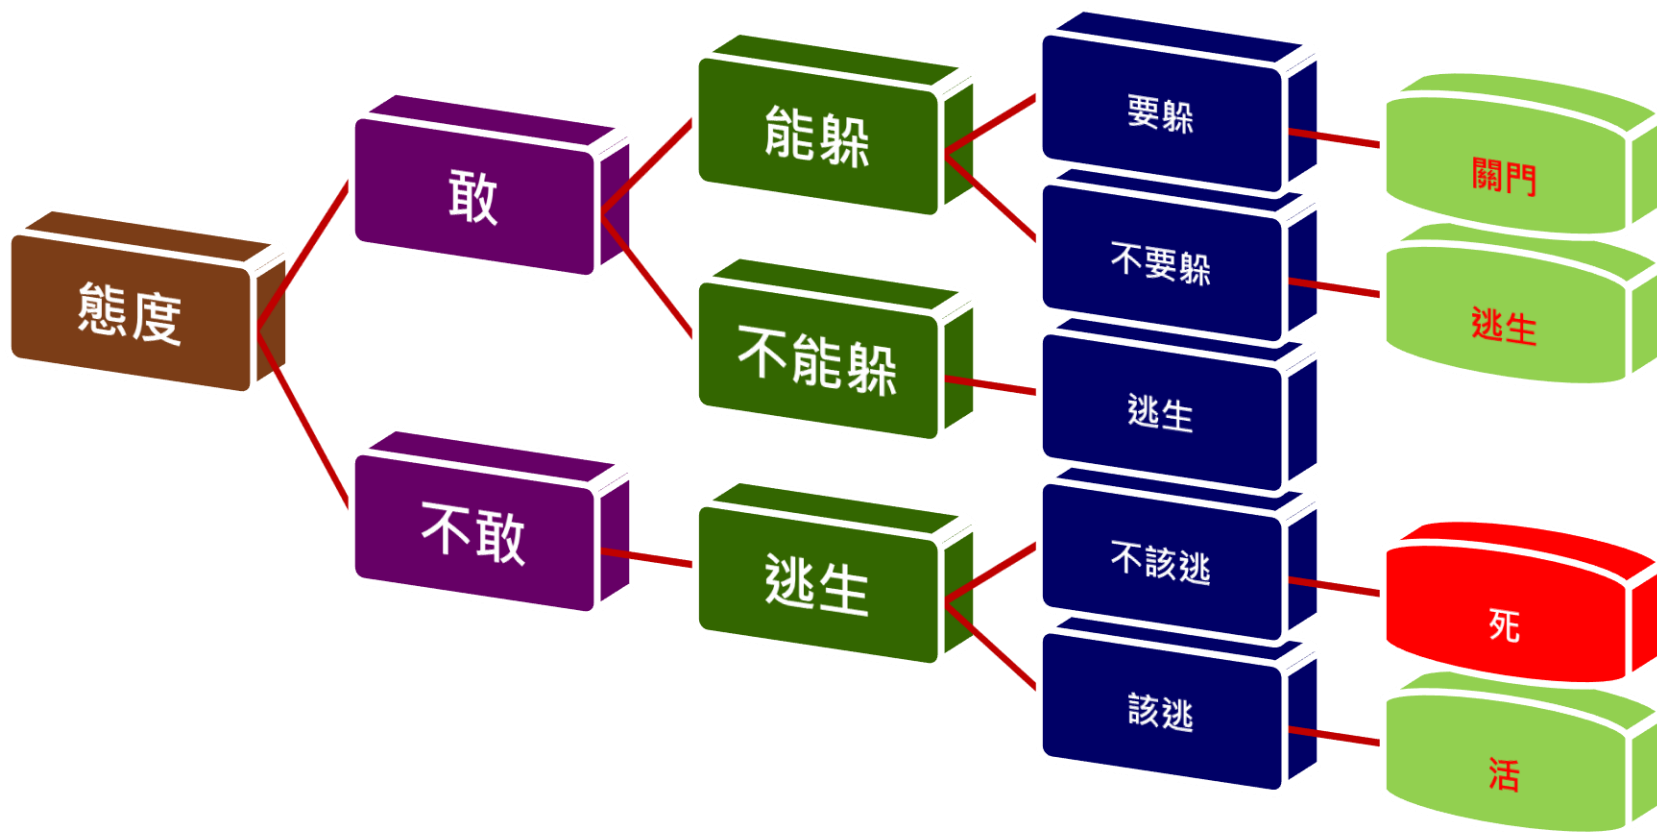 態度
敢
不敢
能躲
不能躲
逃生
要躲
不要躲
逃生
不該逃
該逃
關門
逃生
死
活